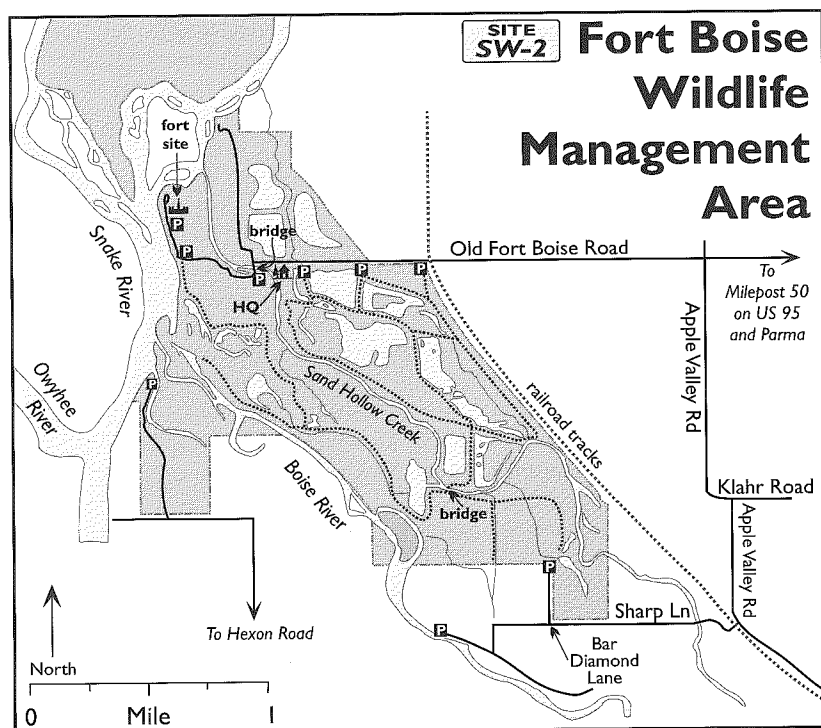 SITE
SW-2
Fort Boise
Wildlife
Management
Area
fort
site
P
P
bridge
Old Fort Boise Road
P
P
P
P
HQ
To
Milepost 50
on US 95
and Parma
Snake River
Apple Valley Rd
Owyhee
River
P
Sand Hollow
Creek
railroad tracks
Boise River
bridge
Klahr Road
Apple Valley Rd
P
To Hexon Road
P
Sharp Ln
Bar
Diamond
Lane
North
0 Mile 1